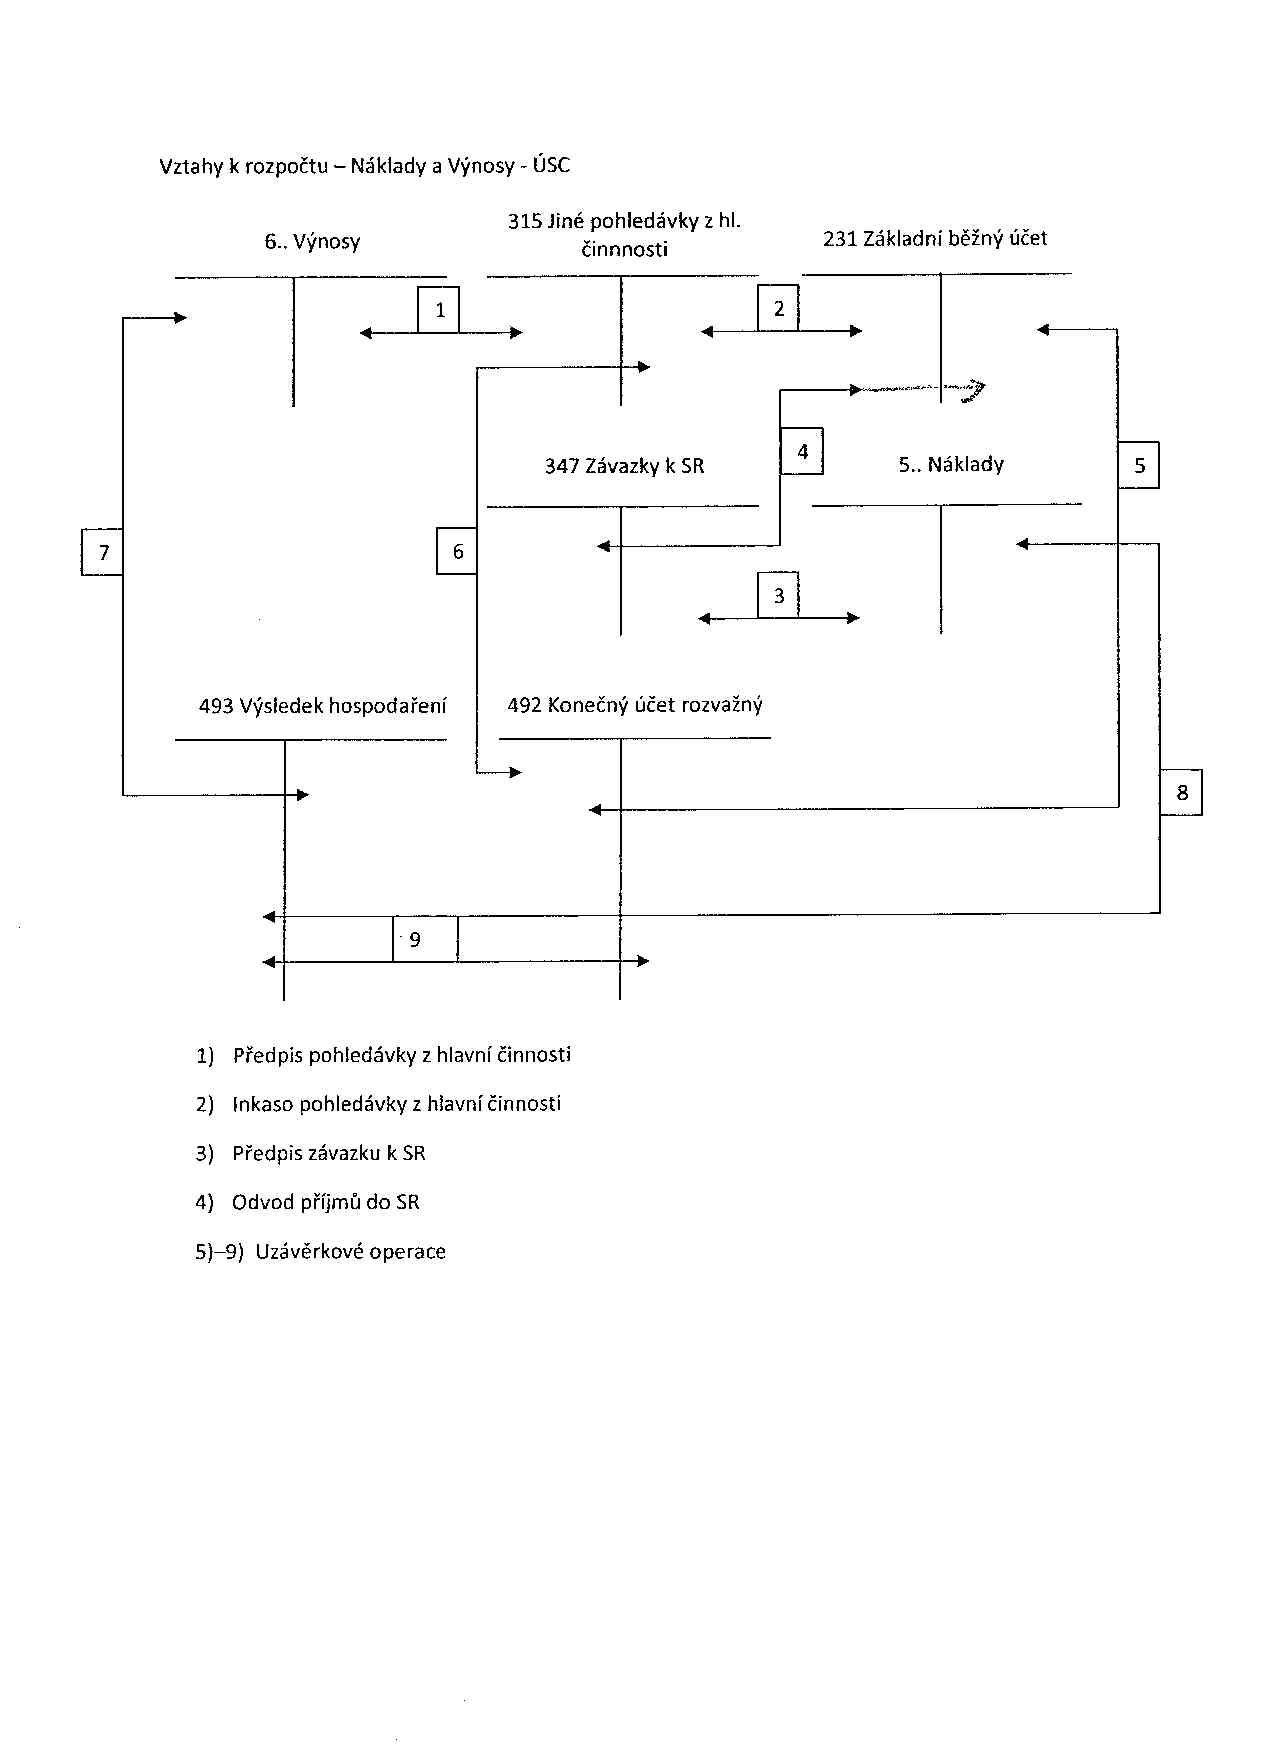 Vztahy k rozpočtu – Náklady a Výnosy - ÚSC
6.. Výnosy
315 Jiné pohledávky z hl.
činnnosti
231 Základní běžný účet
1
2
4
347 Závazky k SR
5.. Náklady
5
7
6
3
493 Výsledek hospodaření
492 Konečný účet rozvažný
8
9
1) Předpis pohledávky z hlavní činnosti
2) Inkaso pohledávky z hlavní činnosti
3) Předpis závazku k SR
4) Odvod příjmů do SR
5)–9) Uzávěrkové operace